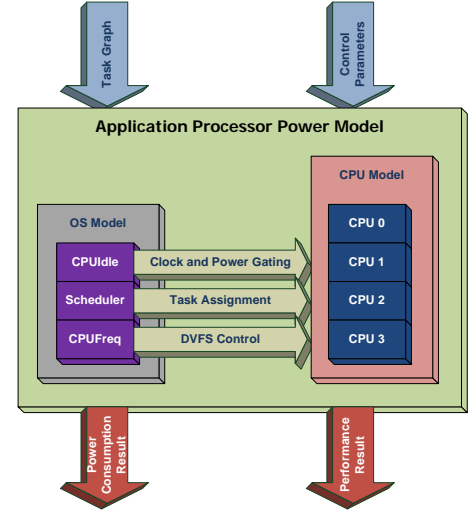 Task Graph
Control
Parameters
Application Processor Power Model
CPU Model
OS Model
CPU 0
CPUIdle
Clock and Power Gating
CPU 1
Scheduler
Task Assignment
CPU 2
CPUFreq
DVFS Control
CPU 3
Power
Consumption
Result
Performance
Result